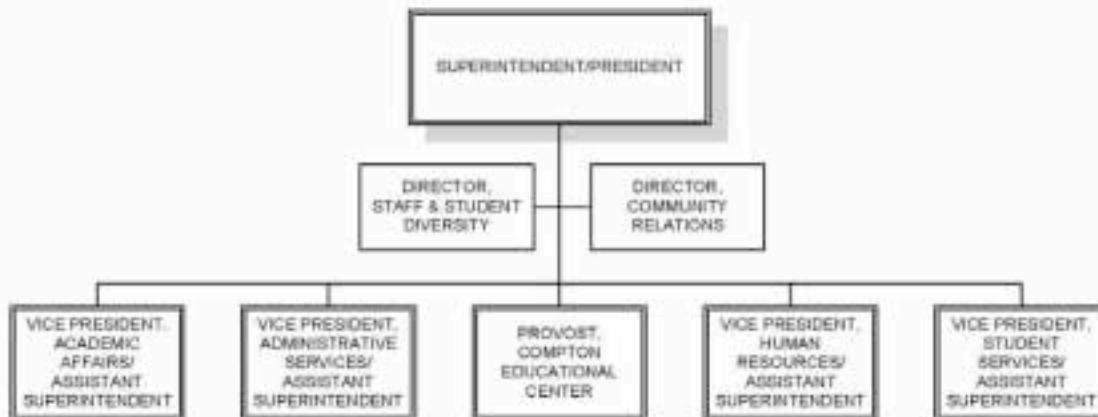 SUPERINTENDENT/PRESIDENT
DIRECTOR,
STAFF & STUDENT
DIVERSITY
DIRECTOR,
COMMUNITY
RELATIONS
VICE PRESIDENT,
ACADEMIC
AFFAIRS/
ASSISTANT
SUPERINTENDENT
VICE PRESIDENT,
ADMINISTRATIVE
SERVICES/
ASSISTANT
SUPERINTENDENT
PROVOST,
COMPTON
EDUCATIONAL
CENTER
VICE PRESIDENT,
HUMAN
RESOURCES/
ASSISTANT
SUPERINTENDENT
VICE PRESIDENT,
STUDENT
SERVICES/
ASSISTANT
SUPERINTENDENT